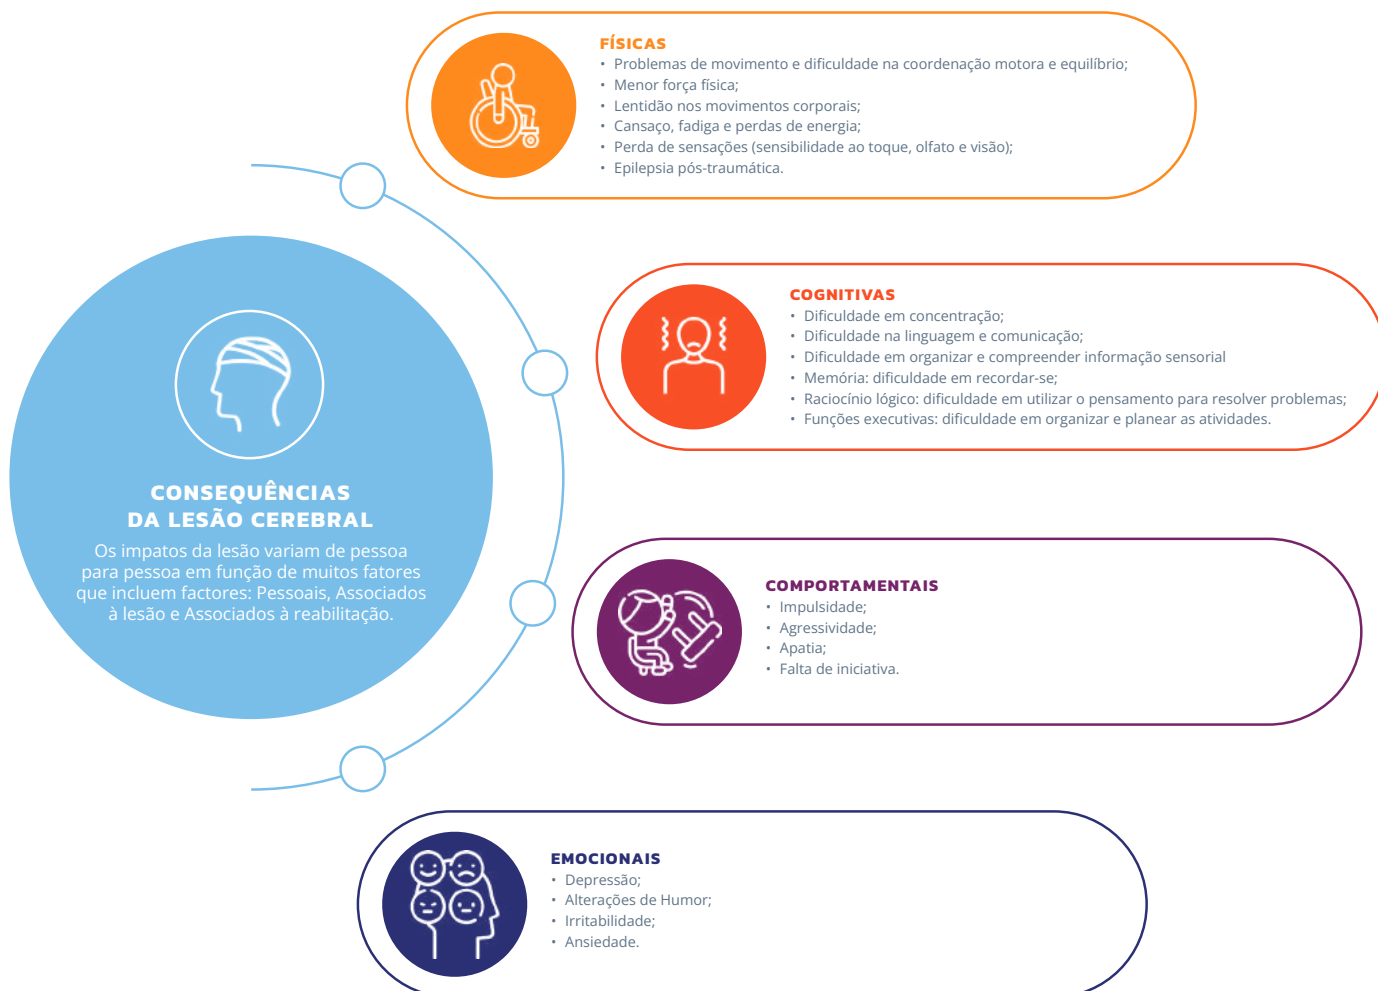 FÍSICAS
• Problemas de movimento e dificuldade na coordenação motora e equilíbrio;
• Menor força física;
• Lentidão nos movimentos corporais;
• Cansaço, fadiga e perdas de energia;
• Perda de sensações (sensibilidade ao toque, olfato e visão);
• Epilepsia pós-traumática.
COGNITIVAS
• Dificuldade em concentração;
• Dificuldade na linguagem e comunicação;
• Dificuldade em organizar e compreender informação sensorial
• Memória: dificuldade em recordar-se;
• Raciocínio lógico: dificuldade em utilizar o pensamento para resolver problemas;
• Funções executivas: dificuldade em organizar e planear as atividades.
CONSEQUÊNCIAS
DA LESÃO CEREBRAL
Os impatos da lesão variam de pessoa
para pessoa em função de muitos fatores
que incluem factores: Pessoais, Associados
à lesão e Associados à reabilitação.
COMPORTAMENTAIS
• Impulsidade;
• Agressividade;
• Apatia;
• Falta de iniciativa.
EMOCIONAIS
• Depressão;
• Alterações de Humor;
• Irritabilidade;
• Ansiedade.